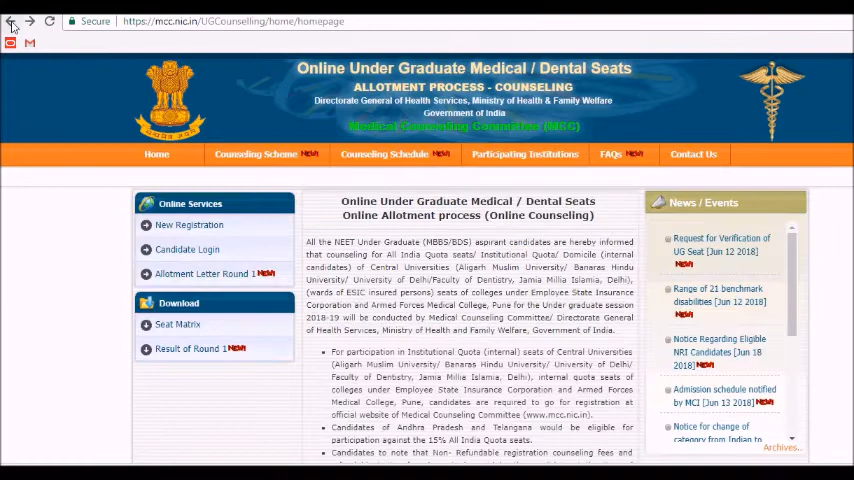 Secure https://mcc.nic.in/UGCounselling/home/homepage
Online Under Graduate Medical / Dental Seats
ALLOTMENT PROCESS - COUNSELING
Directorate General of Health Services, Ministry of Health & Family Welfare
Government of India
Medical Counseling Committee (MCC)
Home Counseling Scheme NEW! Counseling Schedule NEW! Participating Institutions FAQs NEW! Contact Us
Online Services
New Registration
Candidate Login
Allotment Letter Round 1 NEW!
Download
Seat Matrix
Result of Round 1 NEW!
Online Under Graduate Medical / Dental Seats
Online Allotment process (Online Counseling)
All the NEET Under Graduate (MBBS/BDS) aspirant candidates are hereby informed
that counseling for All India Quota seats/ Institutional Quota/ Domicile (internal
candidates) of Central Universities (Aligarh Muslim University/ Banaras Hindu
University/ University of Delhi/Faculty of Dentistry, Jamia Millia Islamia, Delhi),
(wards of ESIC insured persons) seats of colleges under Employee State Insurance
Corporation and Armed Forces Medical College, Pune for the Under graduate session
2018-19 will be conducted by Medical Counseling Committee/ Directorate General
of Health Services, Ministry of Health and Family Welfare, Government of India.
For participation in Institutional Quota (internal) seats of Central Universities
(Aligarh Muslim University/ Banaras Hindu University/ University of Delhi/
Faculty of Dentistry, Jamia Millia Islamia, Delhi), internal quota seats of
colleges under Employee State Insurance Corporation and Armed Forces
Medical College, Pune, candidates are required to go for registration at
official website of Medical Counseling Committee (www.mcc.nic.in).
Candidates of Andhra Pradesh and Telangana would be eligible for
participation against the 15% All India Quota seats.
Candidates to note that Non- Refundable registration counseling fees and
News / Events
Request for Verification of
UG Seat [Jun 12 2018]
NEW!
Range of 21 benchmark
disabilities [Jun 12 2018]
NEW!
Notice Regarding Eligible
NRI Candidates [Jun 18
2018] NEW!
Admission schedule notified
by MCI [Jun 13 2018] NEW!
Notice for change of
category from Indian to
Archives..